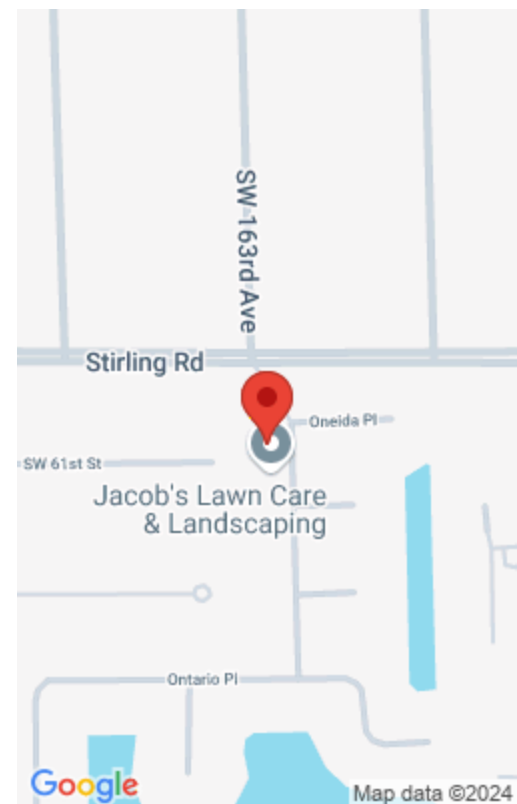 SW 163rd Ave
Stirling Rd
Oneida Pl
SW 61st St
Jacob's Lawn Care
& Landscaping
Ontario Pl
Google
Map data ©2024